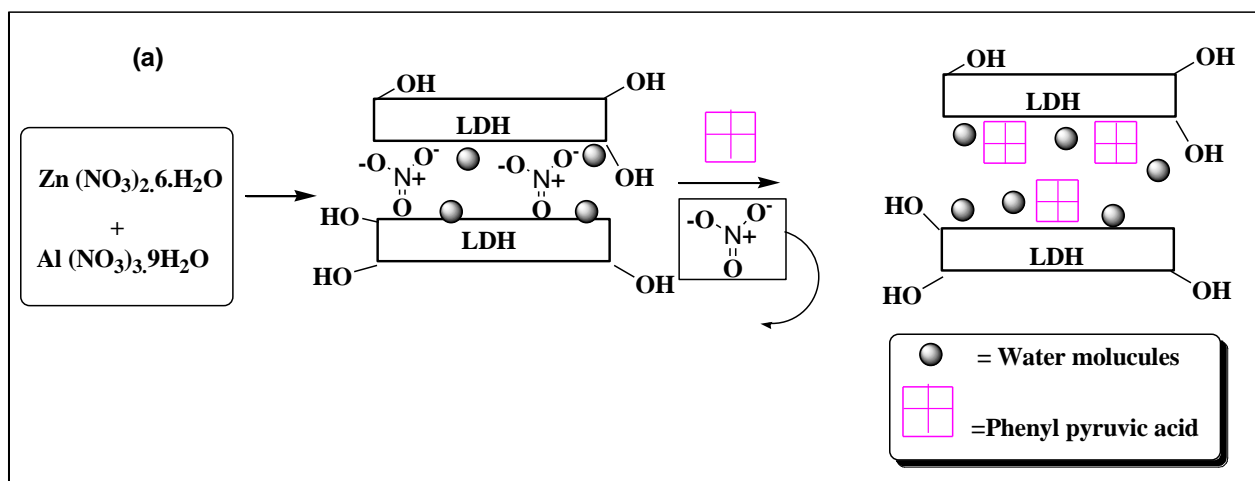 (a)
Zn (NO3)2.6.H2O
+
Al (NO3)3.9H2O
OH
OH
LDH
-O
O-
N+
O
-O
O-
N+
O
OH
HO
LDH
HO
OH
-O
O-
N+
O
OH
OH
LDH
OH
HO
LDH
HO
OH
= Water molucules
=Phenyl pyruvic acid